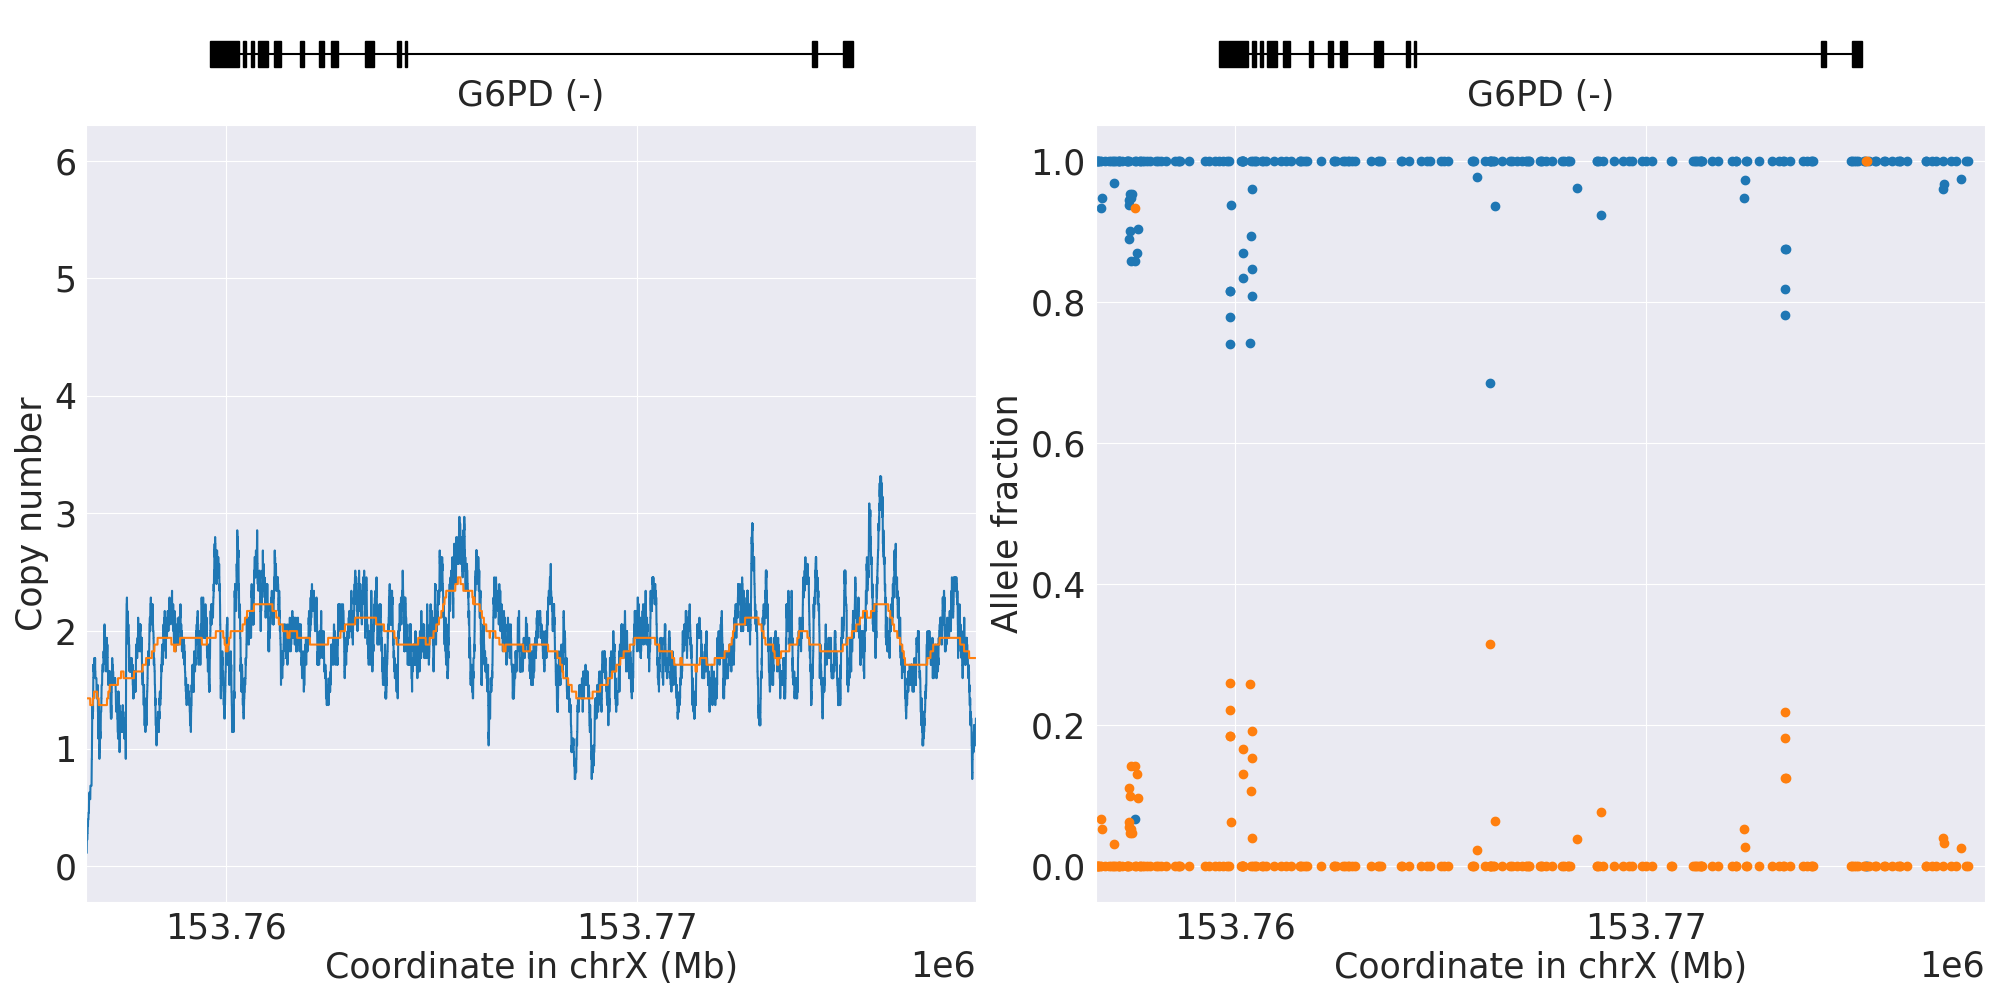 G6PD (-)
6
5
4
3
2
1
0
Copy number
153.76
153.77
Coordinate in chrX (Mb)
1e6
G6PD (-)
1.0
0.8
0.6
0.4
0.2
0.0
Allele fraction
153.76
153.77
Coordinate in chrX (Mb)
1e6